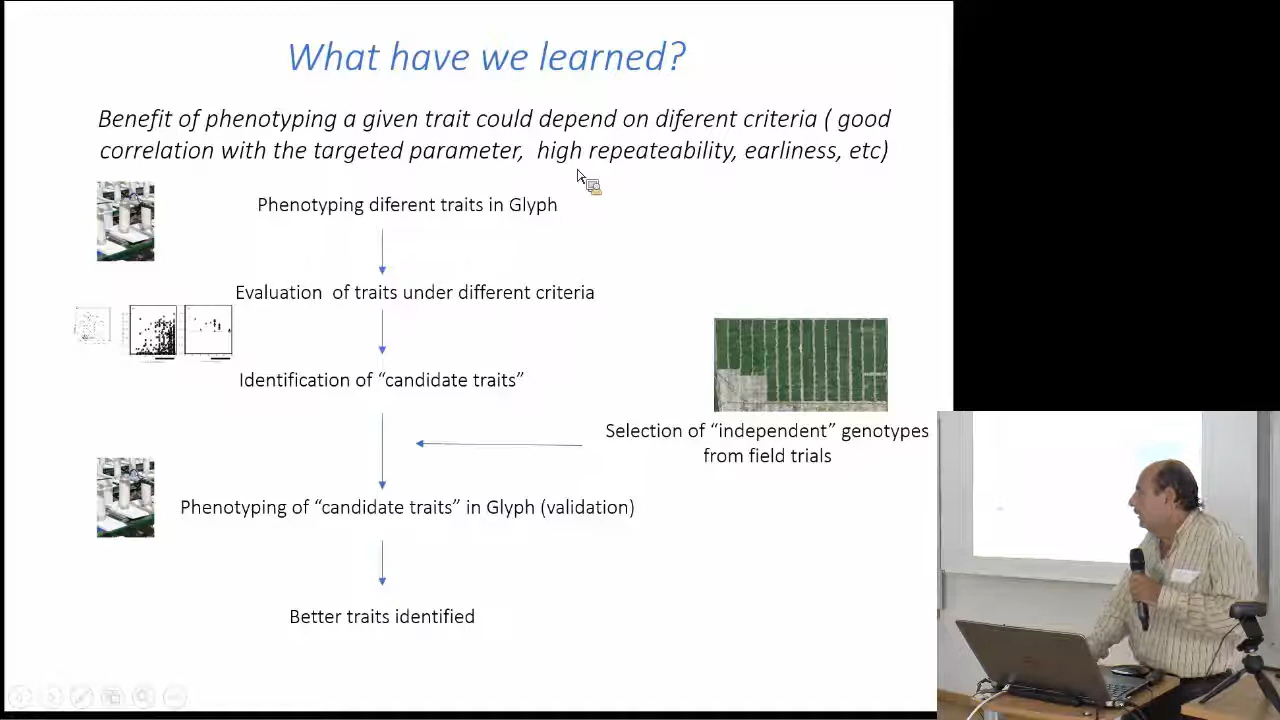 What have we learned?
Benefit of phenotyping a given trait could depend on diferent criteria ( good
correlation with the targeted parameter, high repeateability, earliness, etc)
Phenotyping diferent traits in Glyph
Evaluation of traits under different criteria
Identification of “candidate traits”
Selection of “independent” genotypes
from field trials
Phenotyping of “candidate traits” in Glyph (validation)
Better traits identified